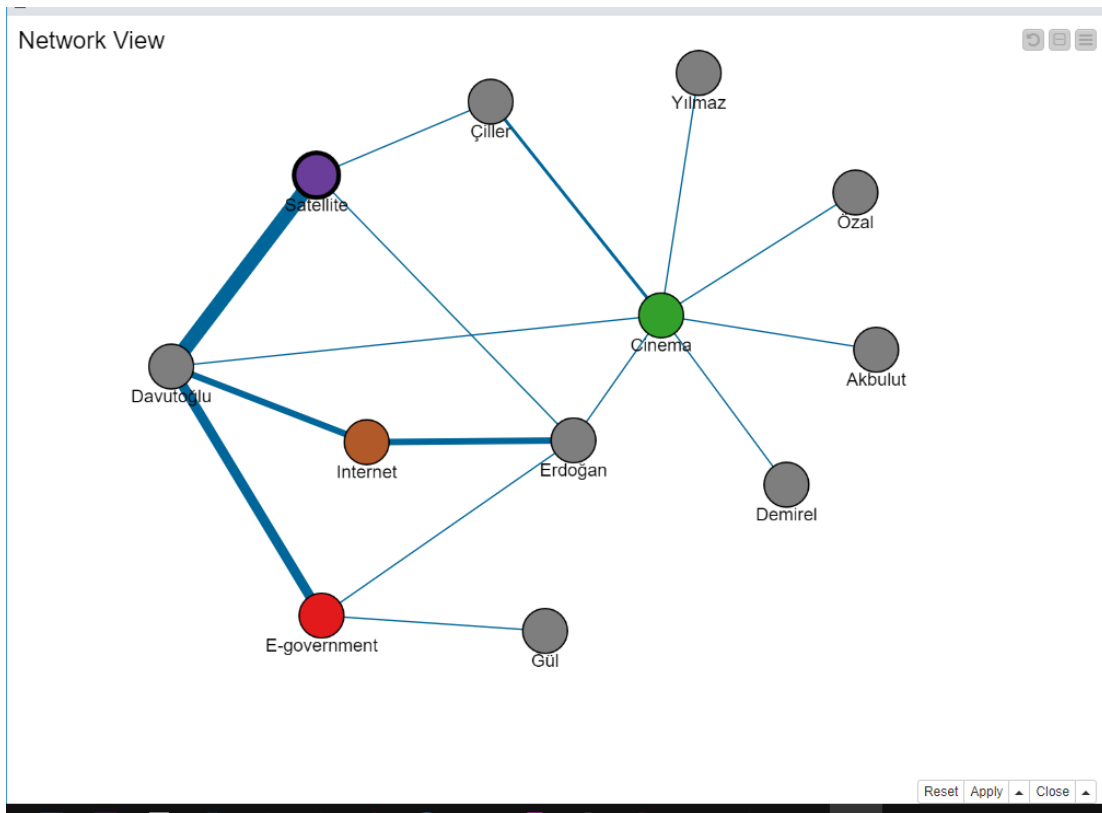 Network View
Yılmaz
Çiller
Satellite
Özal
Cinema
Akbulut
Davutoğlu
Internet
Erdoğan
Demirel
E-government
Gül
Reset Apply Close